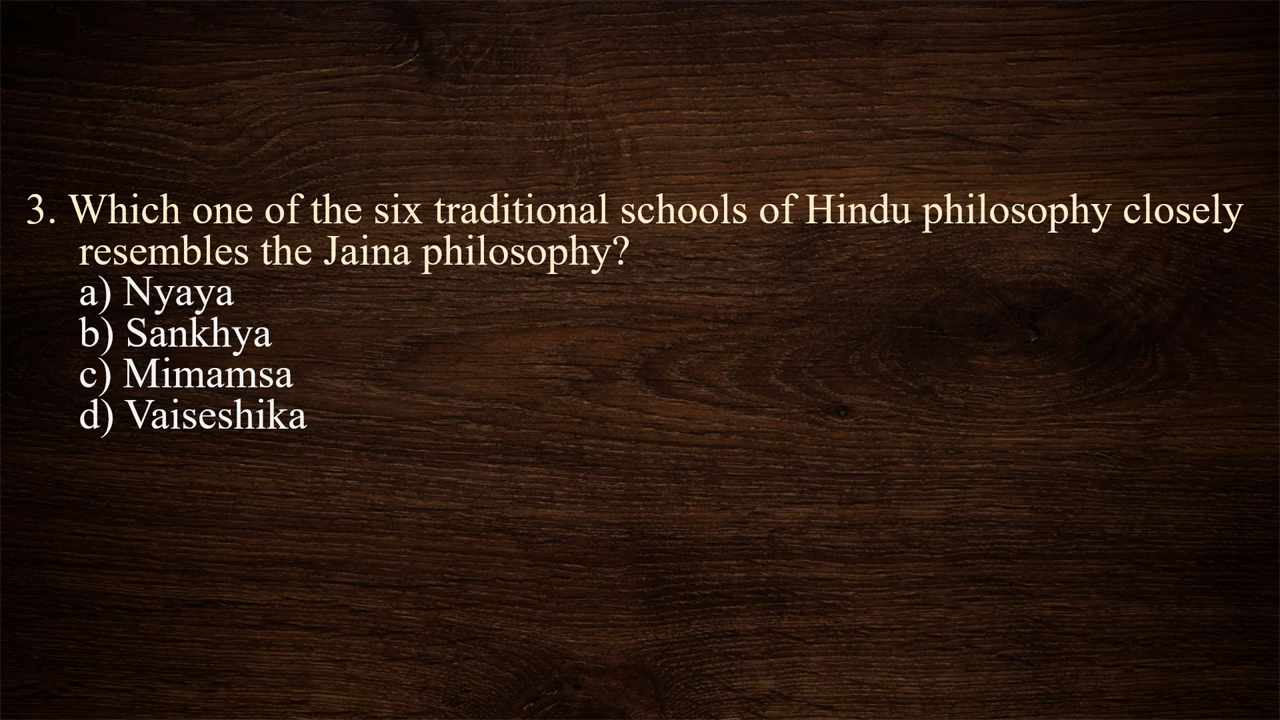 3. Which one of the six traditional schools of Hindu philosophy closely
resembles the Jaina philosophy?
a) Nyaya
b) Sankhya
c) Mimamsa
d) Vaiseshika